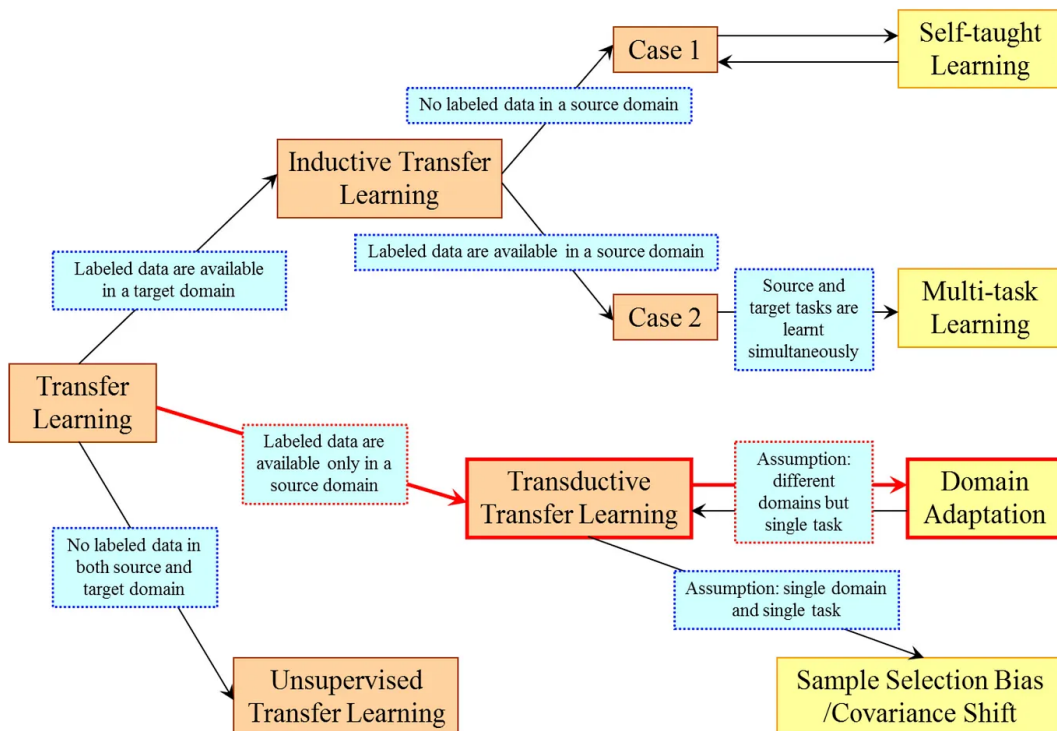 Case 1
Self-taught
Learning
No labeled data in a source domain
Inductive Transfer
Learning
Labeled data are available
in a target domain
Labeled data are available in a source domain
Case 2
Source and
target tasks are
learnt
simultaneously
Multi-task
Learning
Transfer
Learning
Labeled data are
available only in a
source domain
Transductive
Transfer Learning
Assumption:
different
domains but
single task
Domain
Adaptation
No labeled data in
both source and
target domain
Assumption: single domain
and single task
Unsupervised
Transfer Learning
Sample Selection Bias
/Covariance Shift